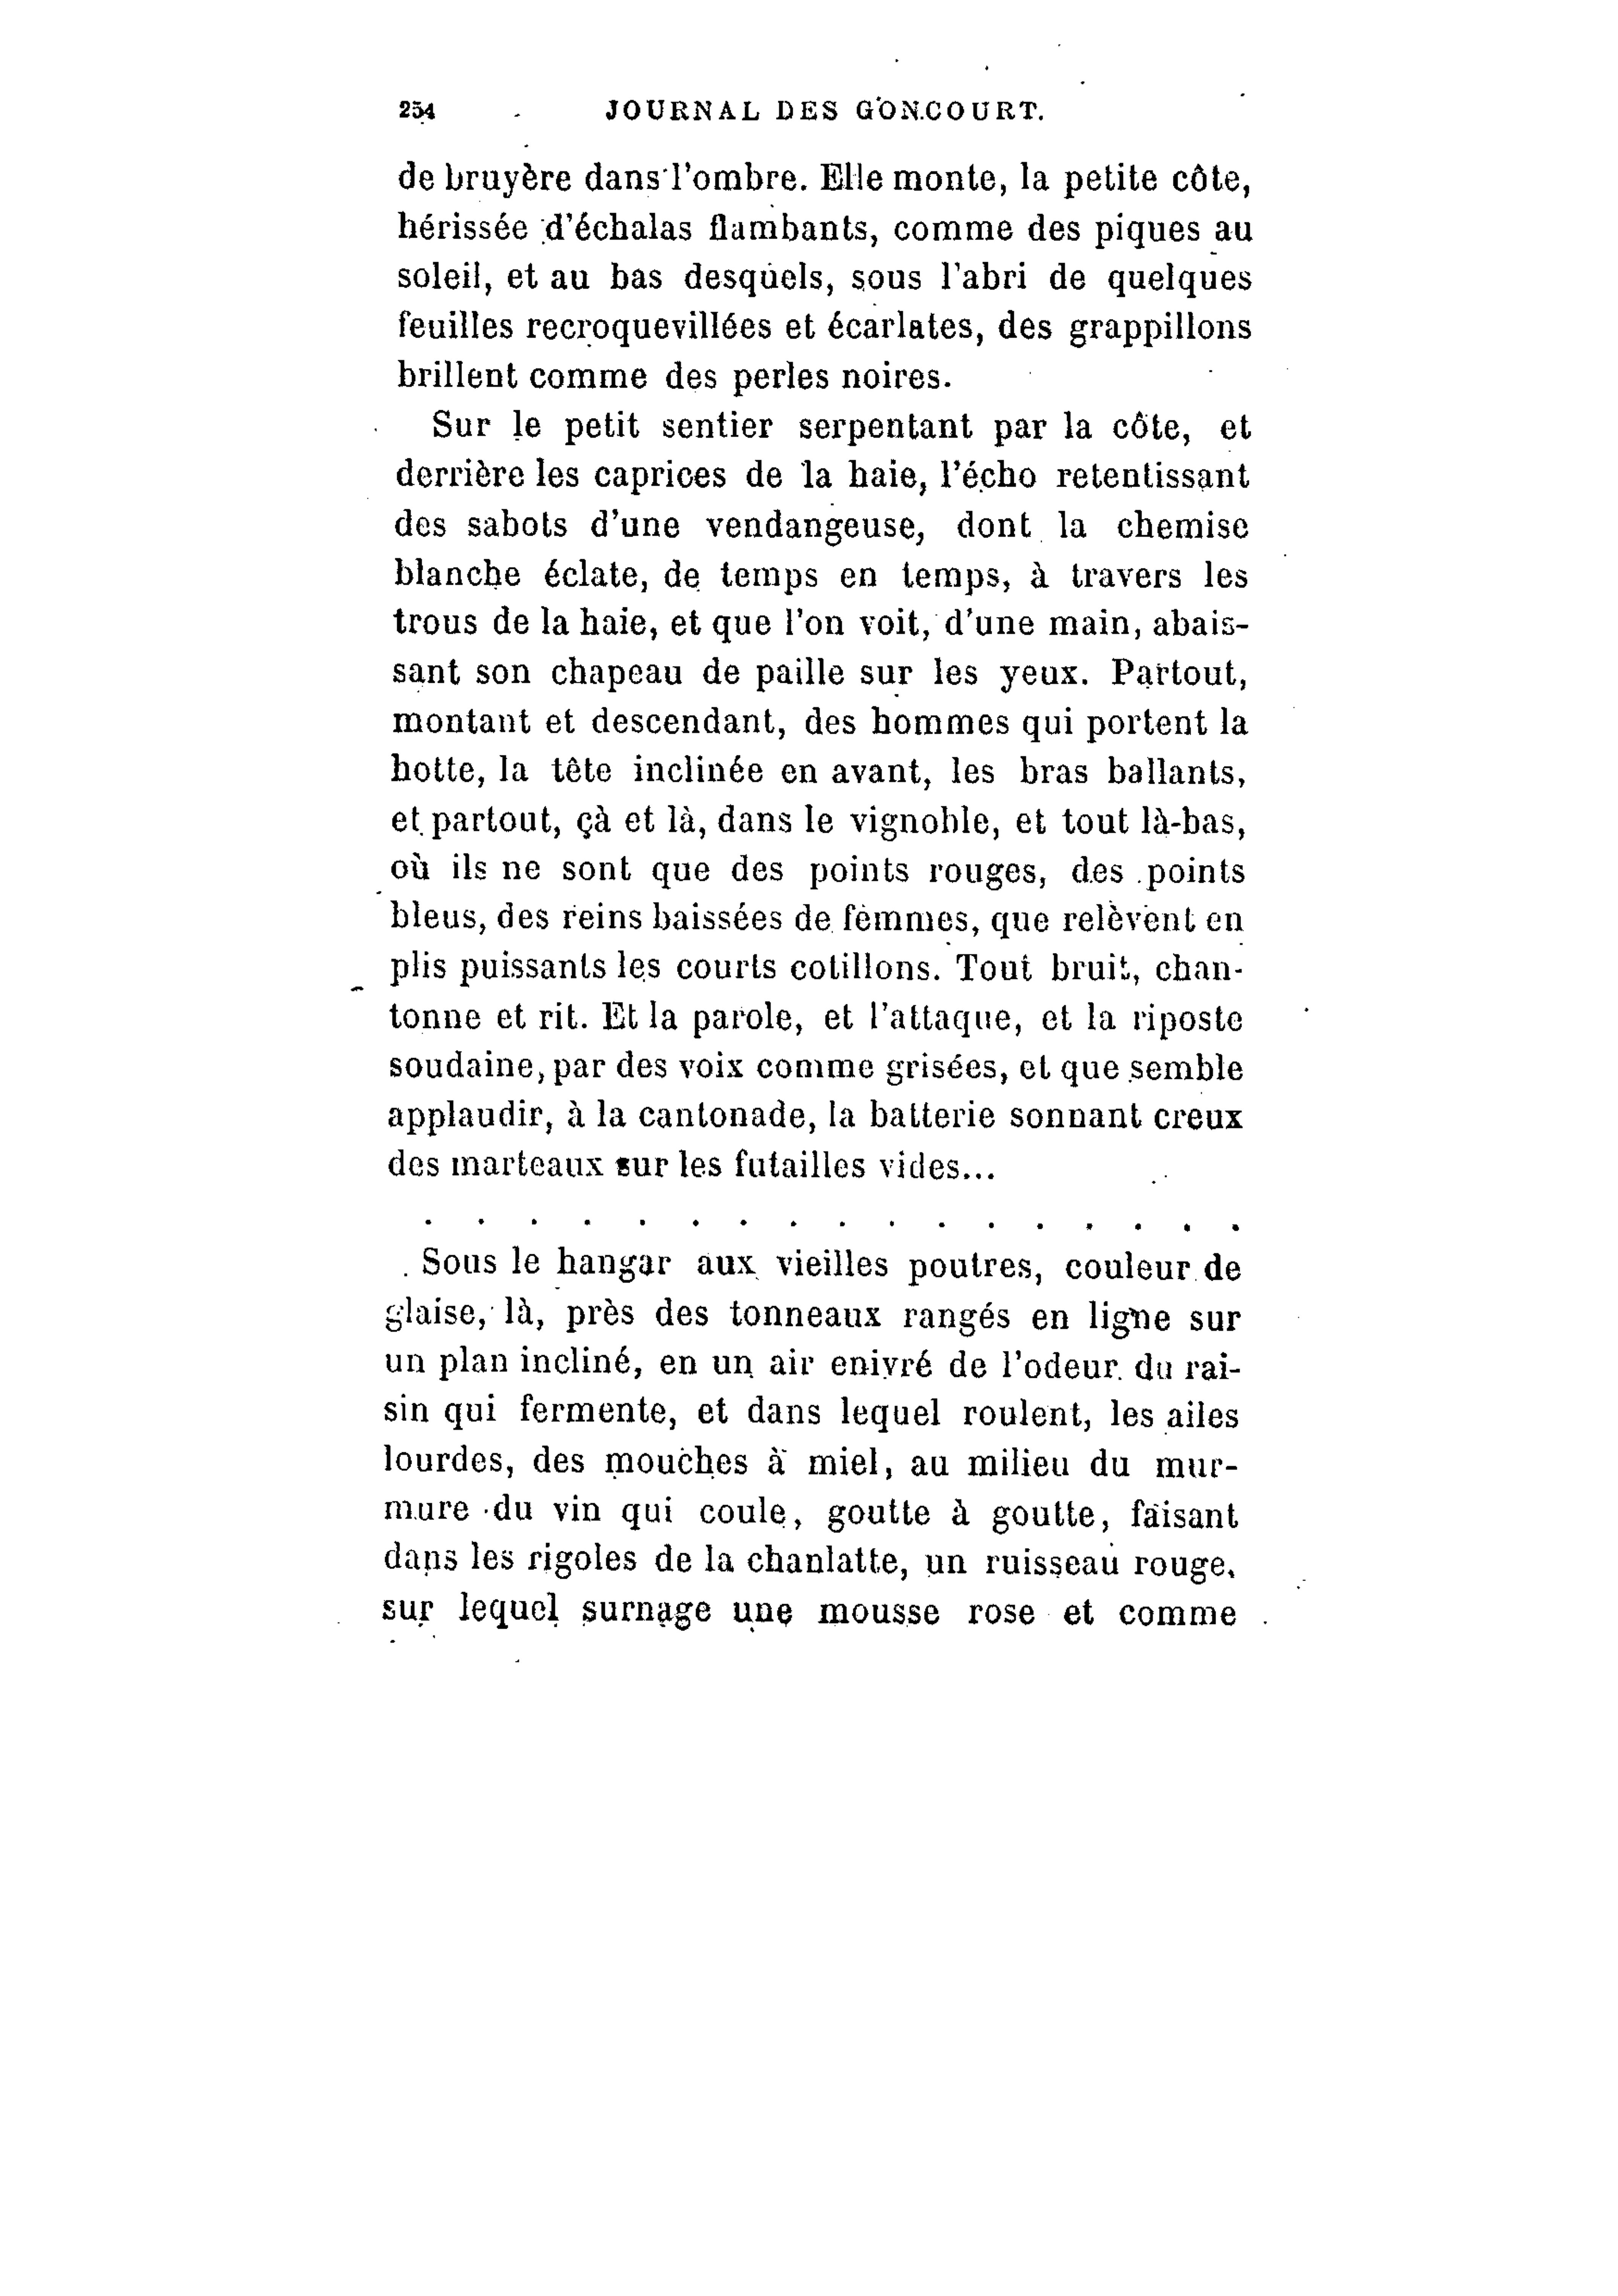 254 JOURNAL DES GONCOURT.
de bruyère dans l'ombre. Elle monte, la petite côte,
hérissée d'échalas flambants, comme des piques au
soleil, et au bas desquels, sous l'abri de quelques
feuilles recroquevillées et écarlates, des grappillons
brillent comme des perles noires.
Sur le petit sentier serpentant par la côte, et
derrière les caprices de la haie, l'écho retentissant
des sabots d'une vendangeuse, dont la chemise
blanche éclate, de temps en temps, à travers les
trous de la haie, et que l'on voit, d'une main, abais-
sant son chapeau de paille sur les yeux. Partout,
montant et descendant, des hommes qui portent la
hotte, la tête inclinée en avant, les bras ballants,
et partout, çà et là, dans le vignoble, et tout là-bas,
où ils ne sont que des points rouges, des points
bleus, des reins baissées de femmes, que relèvent en
plis puissants les courts cotillons. Tout bruit, chan-
tonne et rit. Et la parole, et l'attaque, et la riposte
soudaine, par des voix comme grisées, et que semble
applaudir, à la cantonade, la batterie sonnant creux
des marteaux sur les futailles vides...
. . . . . . . . . . . . . . . . .
Sous le hangar aux vieilles poutres, couleur de
glaise, là, près des tonneaux rangés en ligne sur
un plan incliné, en un air enivré de l'odeur du rai-
sin qui fermente, et dans lequel roulent, les ailes
lourdes, des mouches à miel, au milieu du mur-
mure du vin qui coule, goutte à goutte, faisant
dans les rigoles de la chanlatte, un ruisseau rouge,
sur lequel surnage une mousse rose et comme